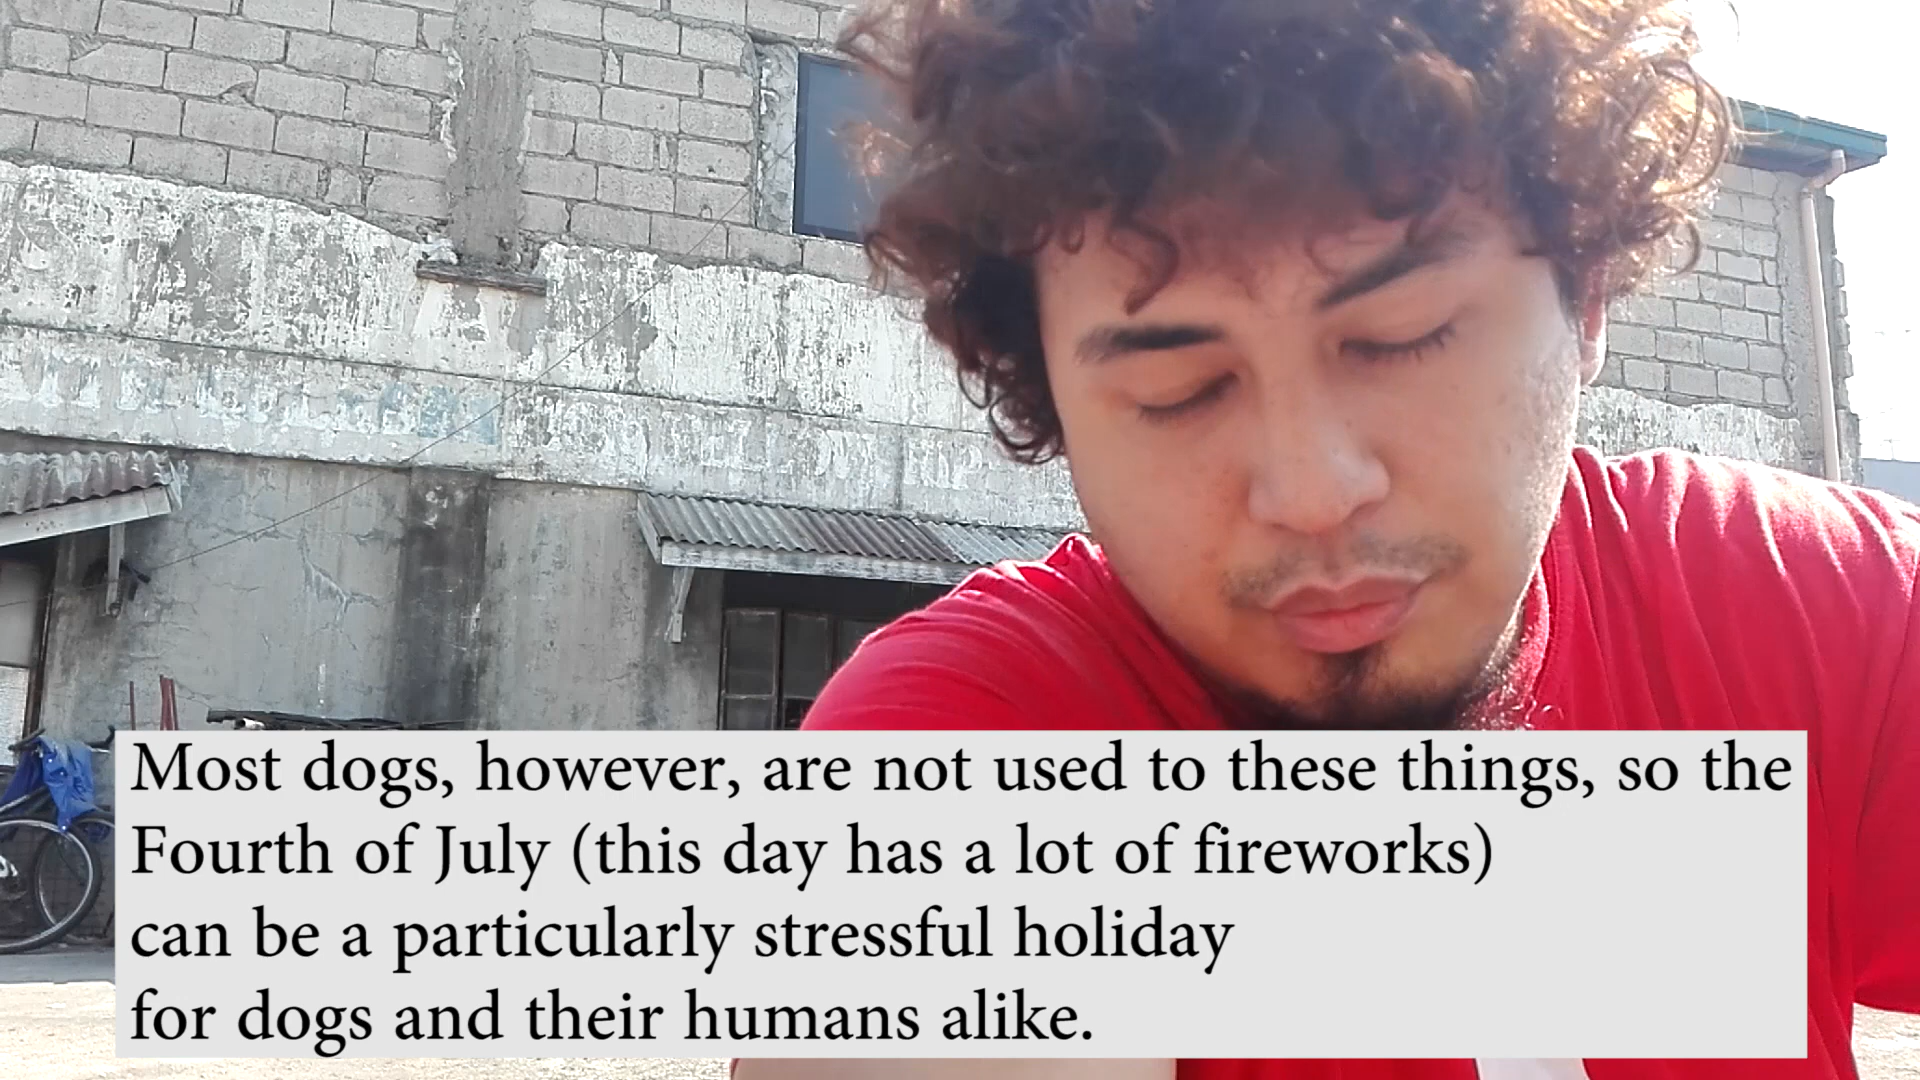 Most dogs, however, are not used to these things, so the
Fourth of July (this day has a lot of fireworks)
can be a particularly stressful holiday
for dogs and their humans alike.